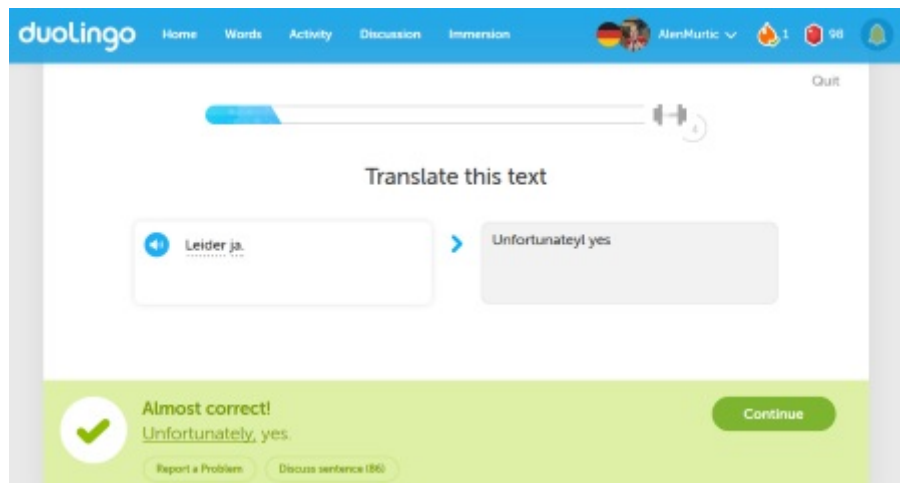 duolingo Home Words Activity Discussion Immersion AlenMurtic 1 98
Quit
4
Translate this text
Leider ja.
Unfortunateyl yes
Almost correct!
Unfortunately, yes.
Continue
Report a Problem Discuss sentence (86)